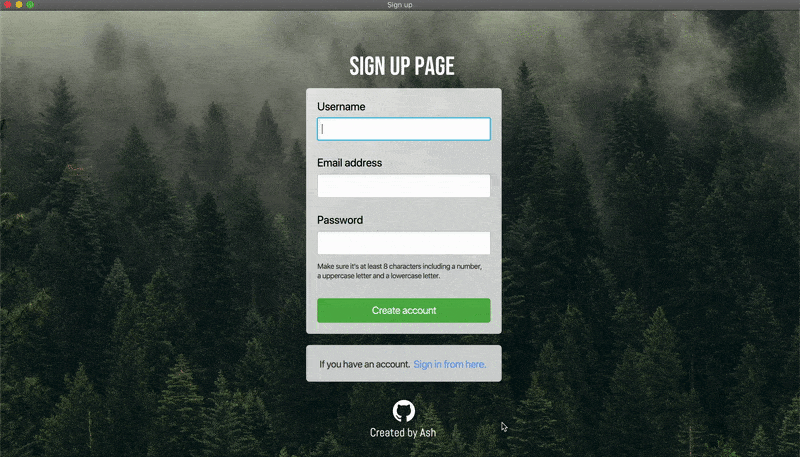 Sign up
SIGN UP PAGE
Username
Email address
Password
Make sure it's at least 8 characters including a number,
a uppercase letter and a lowercase letter.
Create account
If you have an account. Sign in from here.
Created by Ash